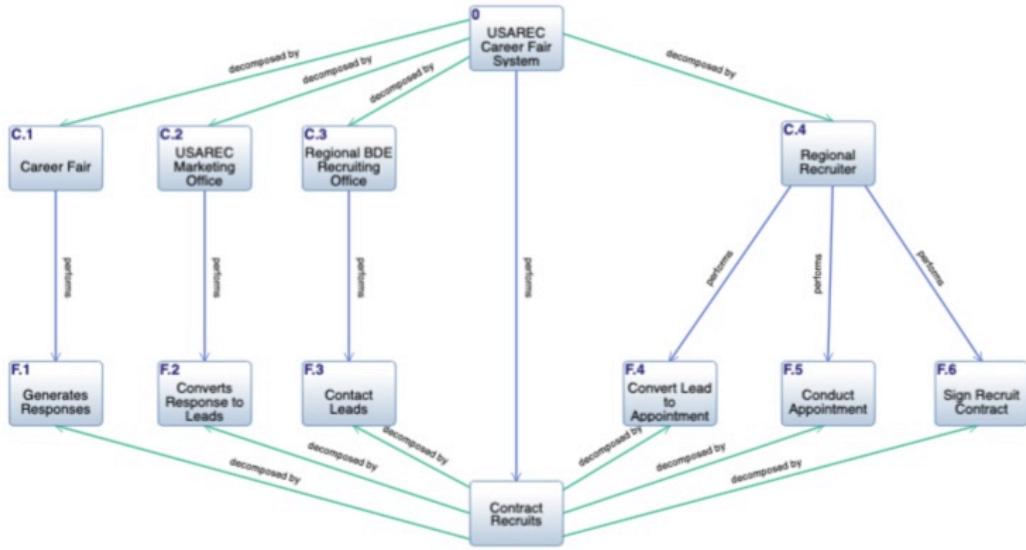 0
USAREC
Career Fair
System
decomposed by
decomposed by
decomposed by
decomposed by
C.1
Career Fair
C.2
USAREC
Marketing
Office
C.3
Regional BDE
Recruiting
Office
C.4
Regional
Recruiter
performs
performs
performs
performs
performs
performs
performs
F.1
Generates
Responses
F.2
Converts
Response to
Leads
F.3
Contact
Leads
F.4
Convert Lead
to
Appointment
F.5
Conduct
Appointment
F.6
Sign Recruit
Contract
decomposed by
decomposed by
decomposed by
decomposed by
decomposed by
decomposed by
Contract
Recruits